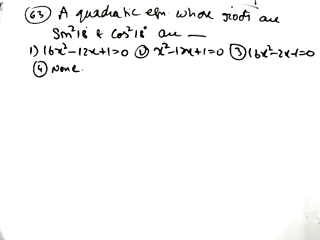 63) A quadratic eqn whose roots are
Sin²18° & cos²18° are —
1) 16x²-12x+1=0 2) x²-12x+1=0 3) 16x²-2x-1=0
4) None.